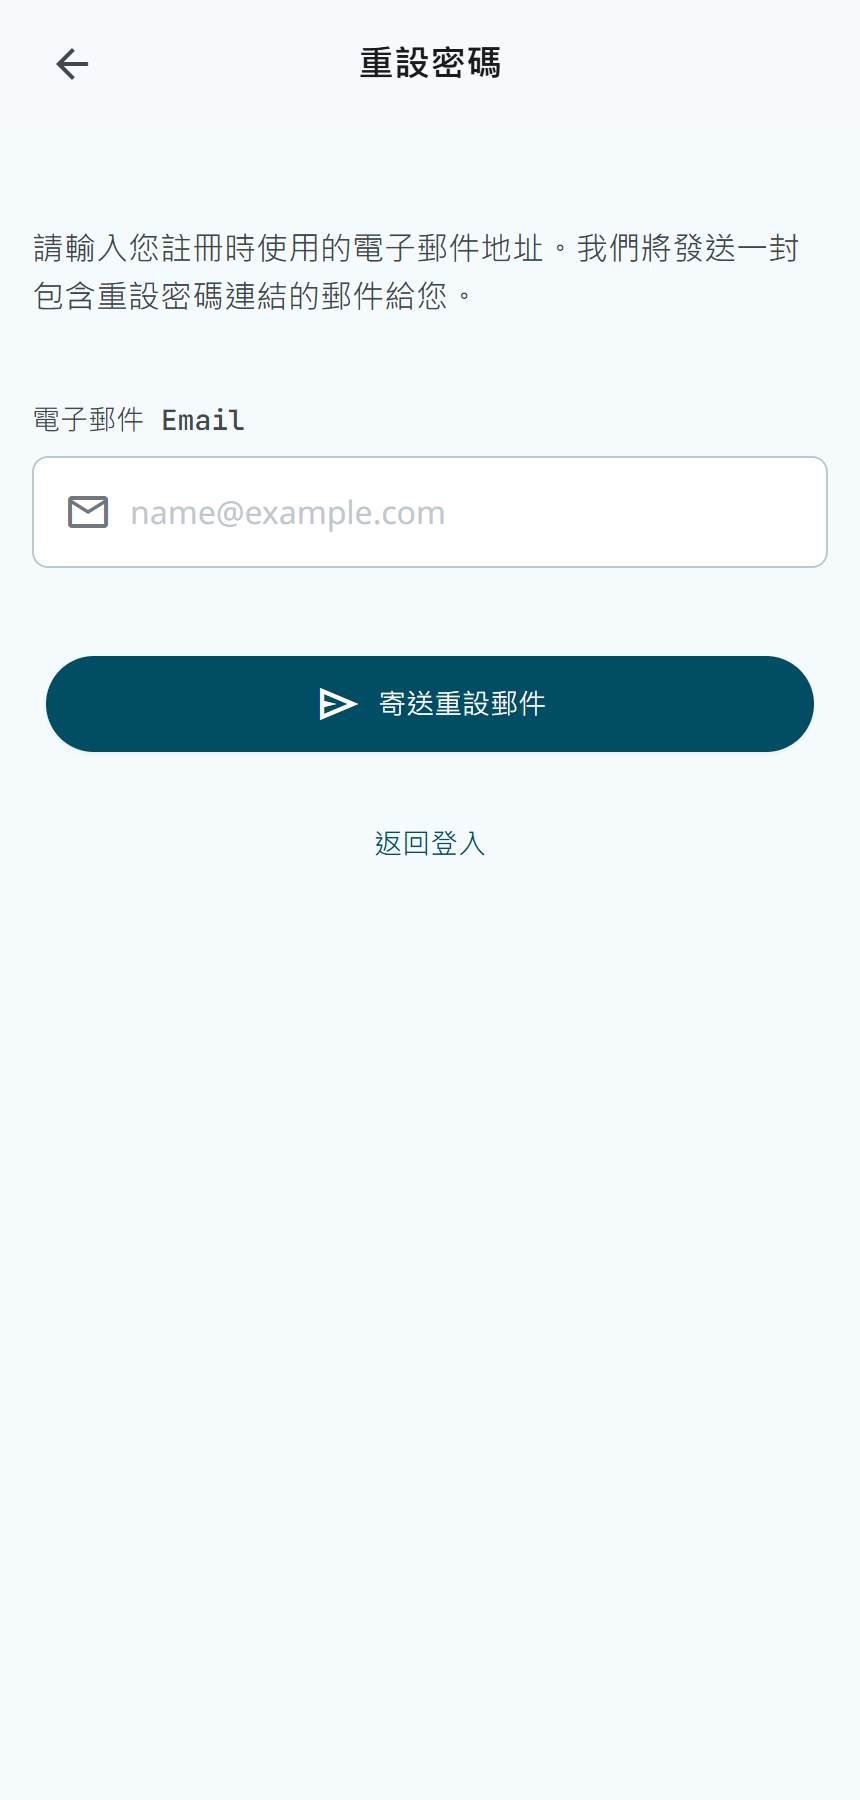 重設密碼
請輸入您註冊時使用的電子郵件地址。我們將發送一封
包含重設密碼連結的郵件給您。
電子郵件 Email
name@example.com
寄送重設郵件
返回登入